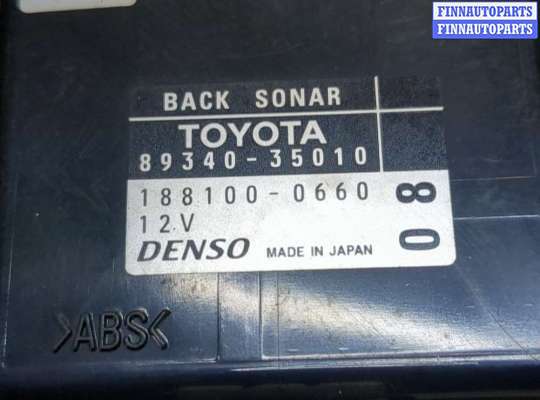 FINNAUTOPARTS
FINNAUTOPARTS
BACK SONAR
TOYOTA
89340-35010
188100-0660
12V
DENSO MADE IN JAPAN
08
>ABS<